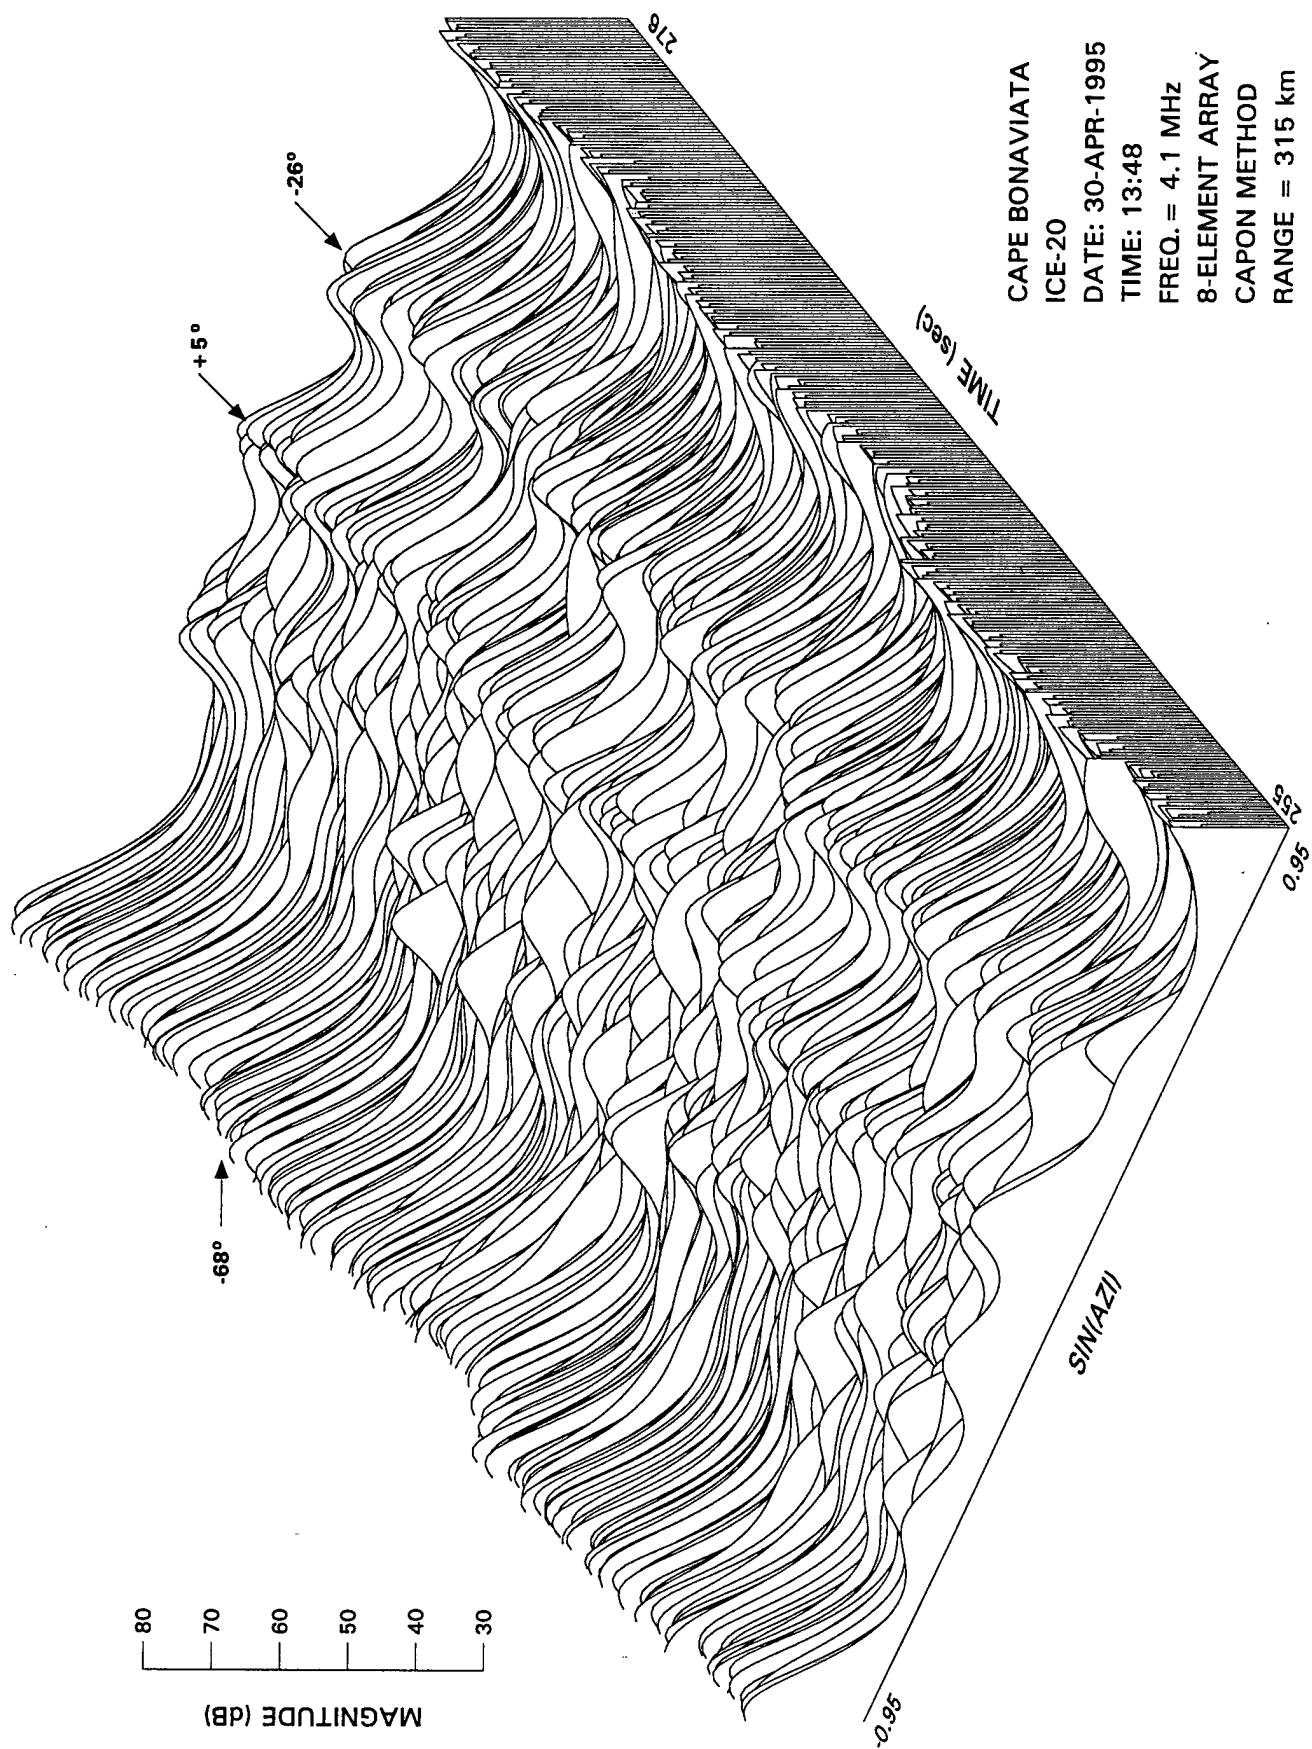 MAGNITUDE (dB)
80
70
60
50
40
30
-68°
+5°
-26°
-0.95
SIN(AZI)
0.95
255
TIME (sec)
276
CAPE BONAVIATA
ICE-20
DATE: 30-APR-1995
TIME: 13:48
FREQ. = 4.1 MHz
8-ELEMENT ARRAY
CAPON METHOD
RANGE = 315 km